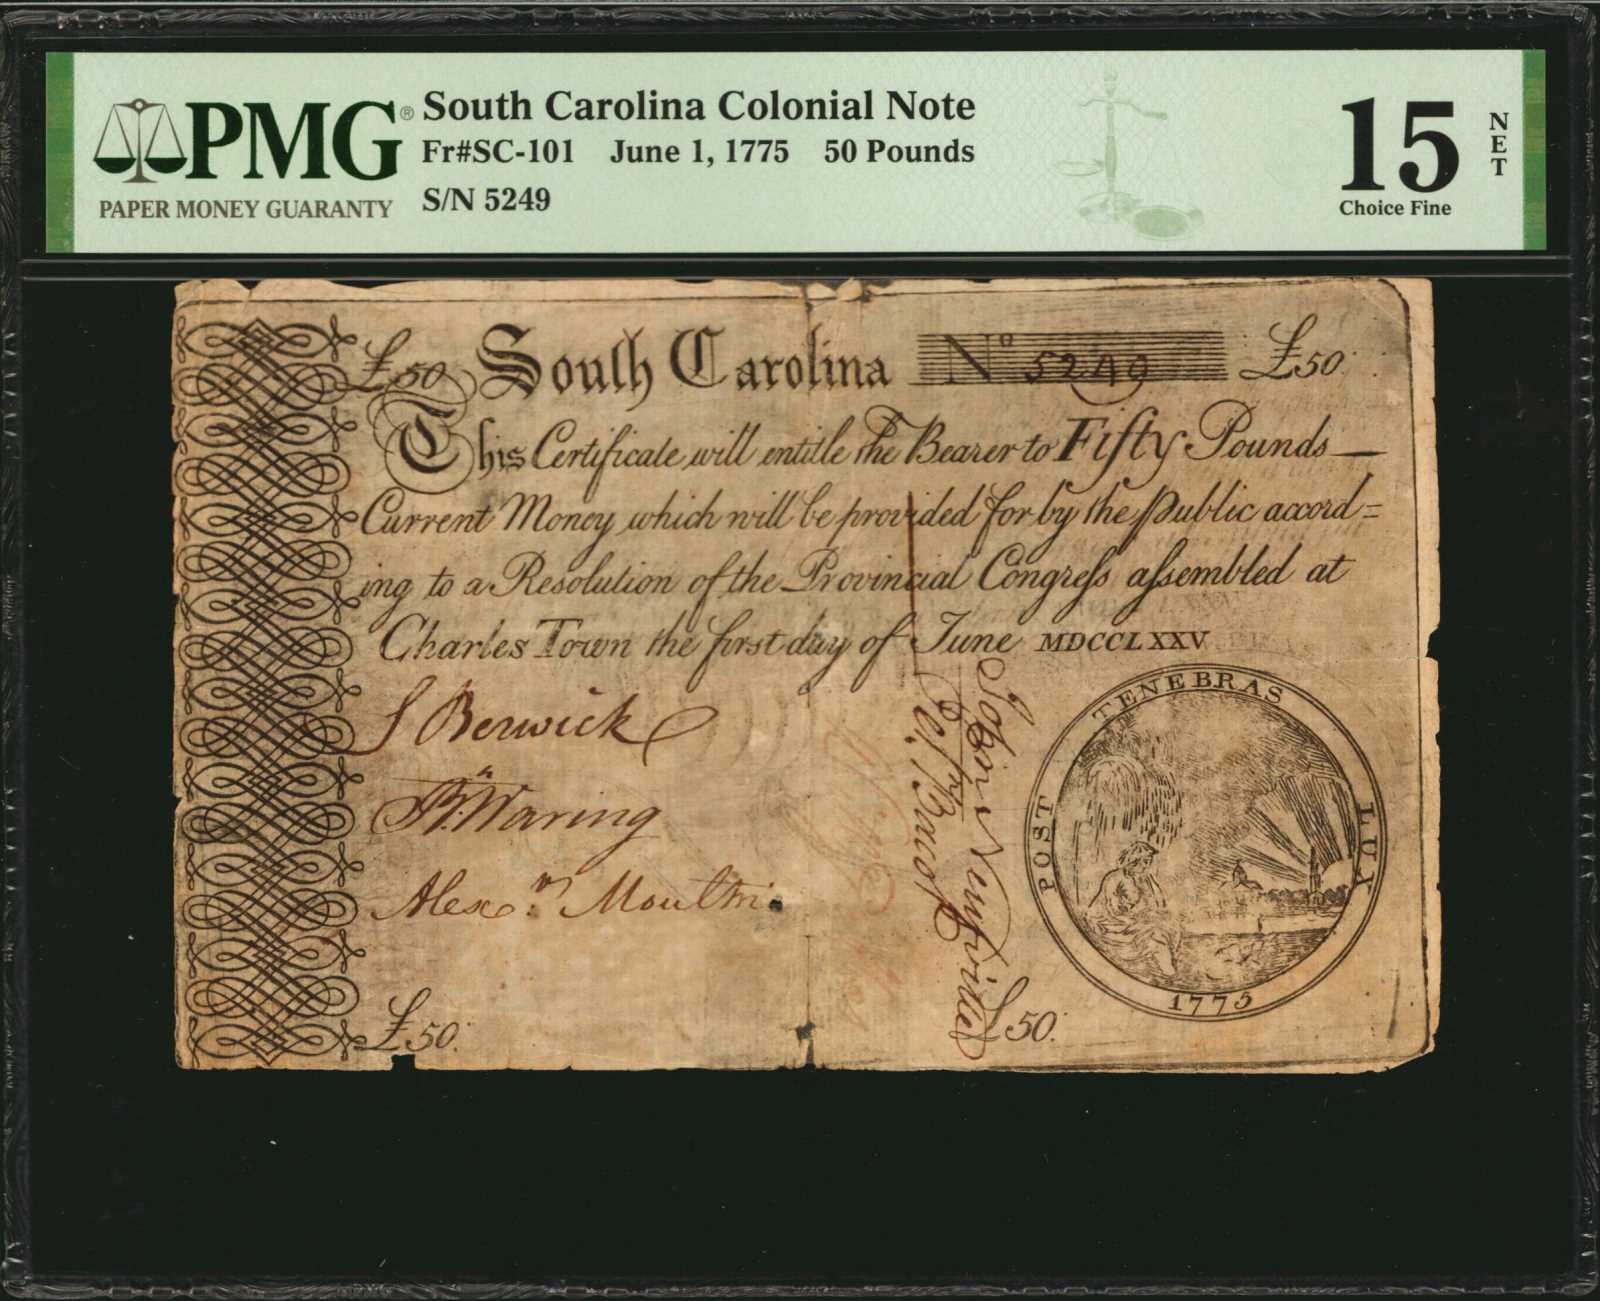 PMG®
PAPER MONEY GUARANTY
South Carolina Colonial Note
Fr#SC-101 June 1, 1775 50 Pounds
S/N 5249
15 NET
Choice Fine
£50 South Carolina No 5249 £50.
This Certificate will entitle the Bearer to Fifty Pounds—
Current Money which will be provided for by the Public accord=
ing to a Resolution of the Provincial Congreſs aſsembled at
Charles Town the first day of June MDCCLXXV
POST TENEBRAS LUX
1775
J Berwick
Waring
Alexr. Moultri
Pet. Bacot
£50.
£50.